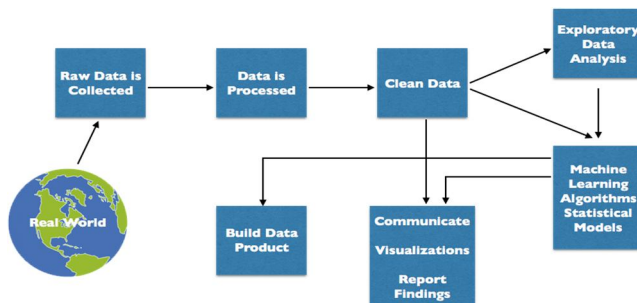 Exploratory
Data
Analysis
Raw Data is
Collected
Data is
Processed
Clean Data
Machine
Learning
Algorithms
Statistical
Models
Real World
Build Data
Product
Communicate
Visualizations
Report
Findings